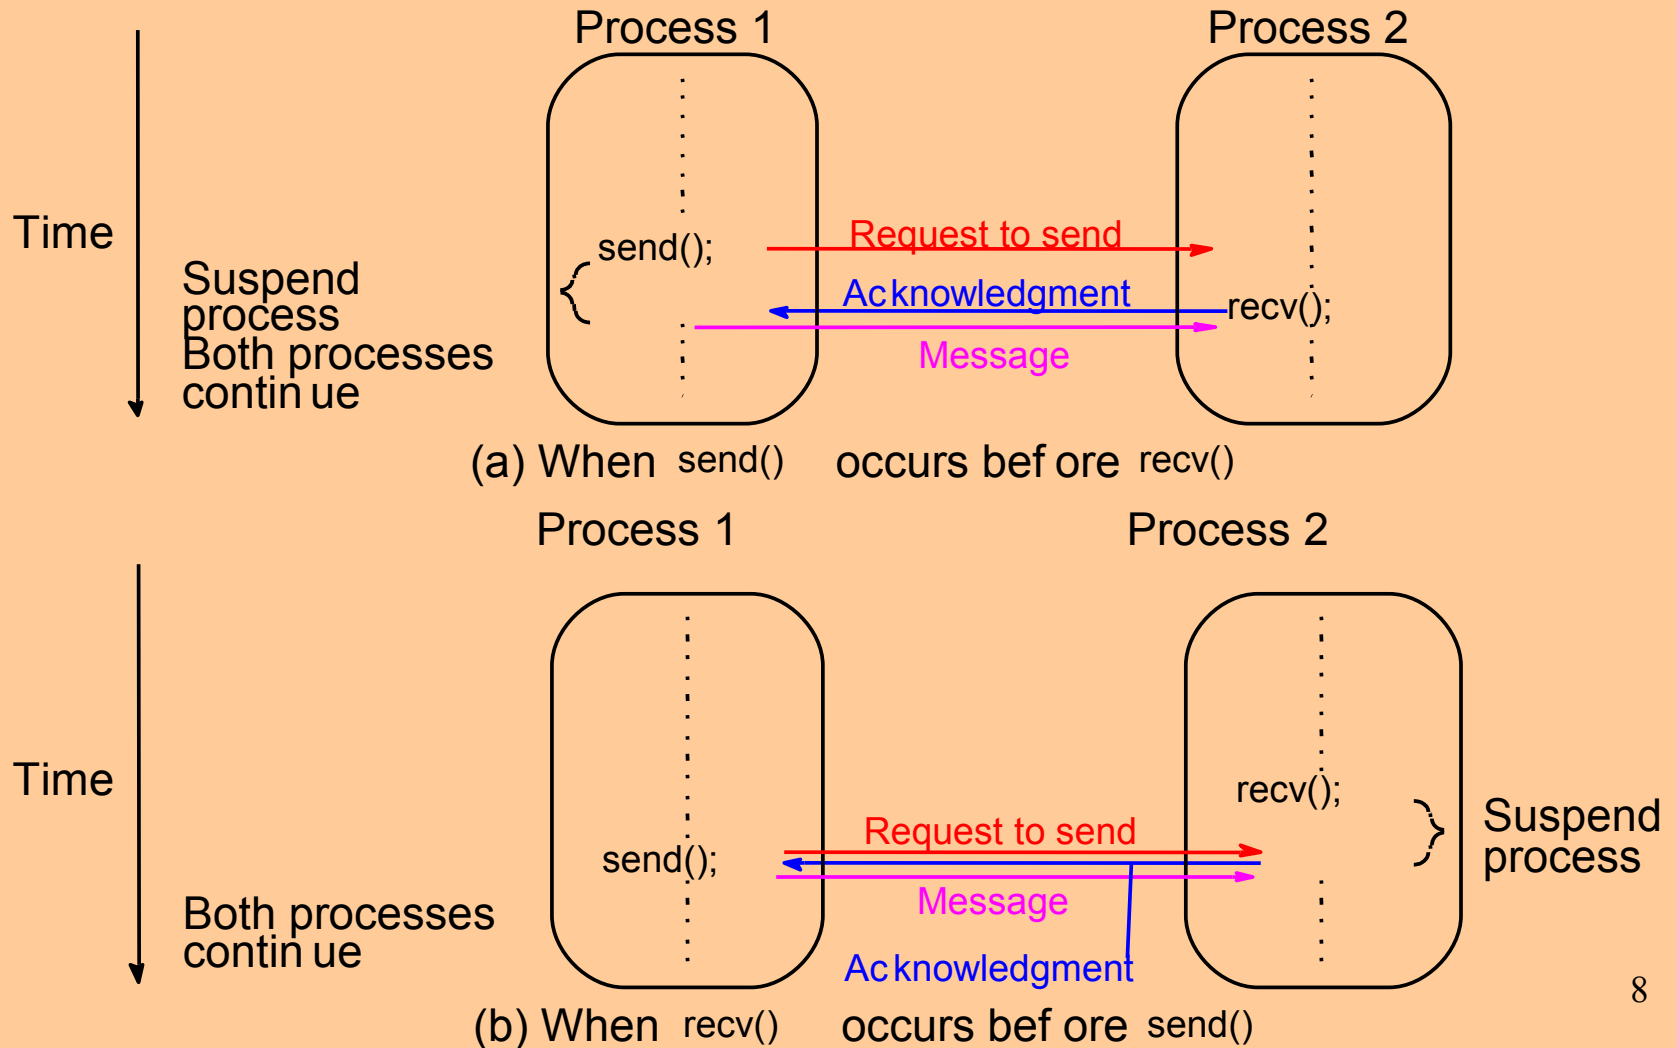 Process 1
Process 2
Time
send();
Request to send
Suspend
process
Acknowledgment
recv();
Both processes
contin ue
Message
(a) When send() occurs bef ore recv()
Process 1
Process 2
Time
recv();
Suspend
process
Request to send
send();
Message
Both processes
contin ue
Acknowledgment
(b) When recv() occurs bef ore send()
8